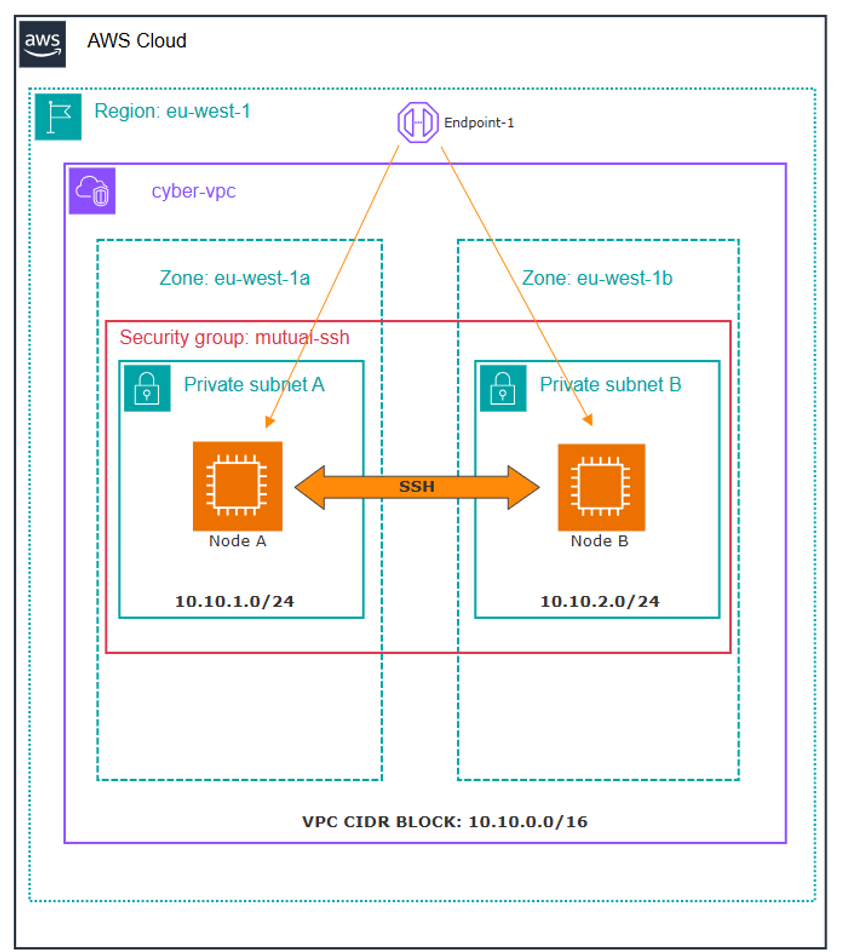 aws
AWS Cloud
Region: eu-west-1
Endpoint-1
cyber-vpc
Zone: eu-west-1a
Zone: eu-west-1b
Security group: mutual-ssh
Private subnet A
Private subnet B
SSH
Node A
Node B
10.10.1.0/24
10.10.2.0/24
VPC CIDR BLOCK: 10.10.0.0/16